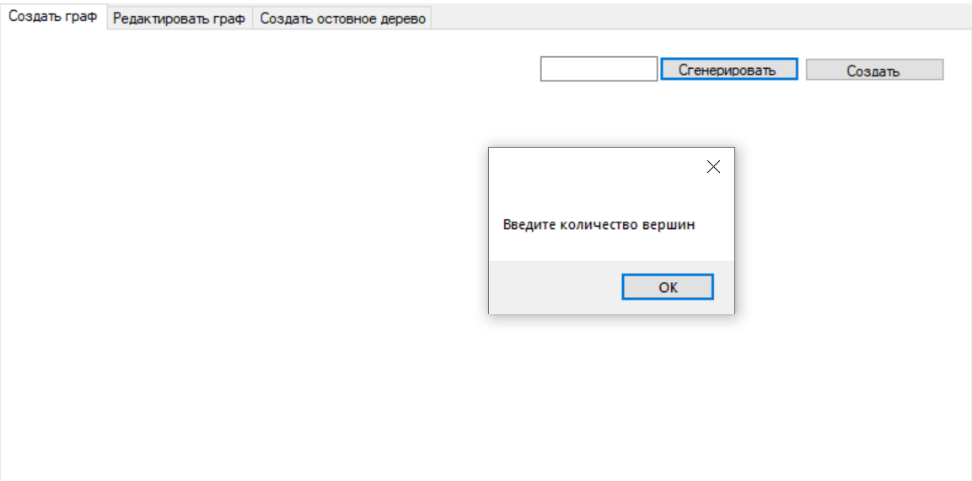 Создать граф Редактировать граф Создать остовное дерево
Сгенерировать Создать
Введите количество вершин
OK